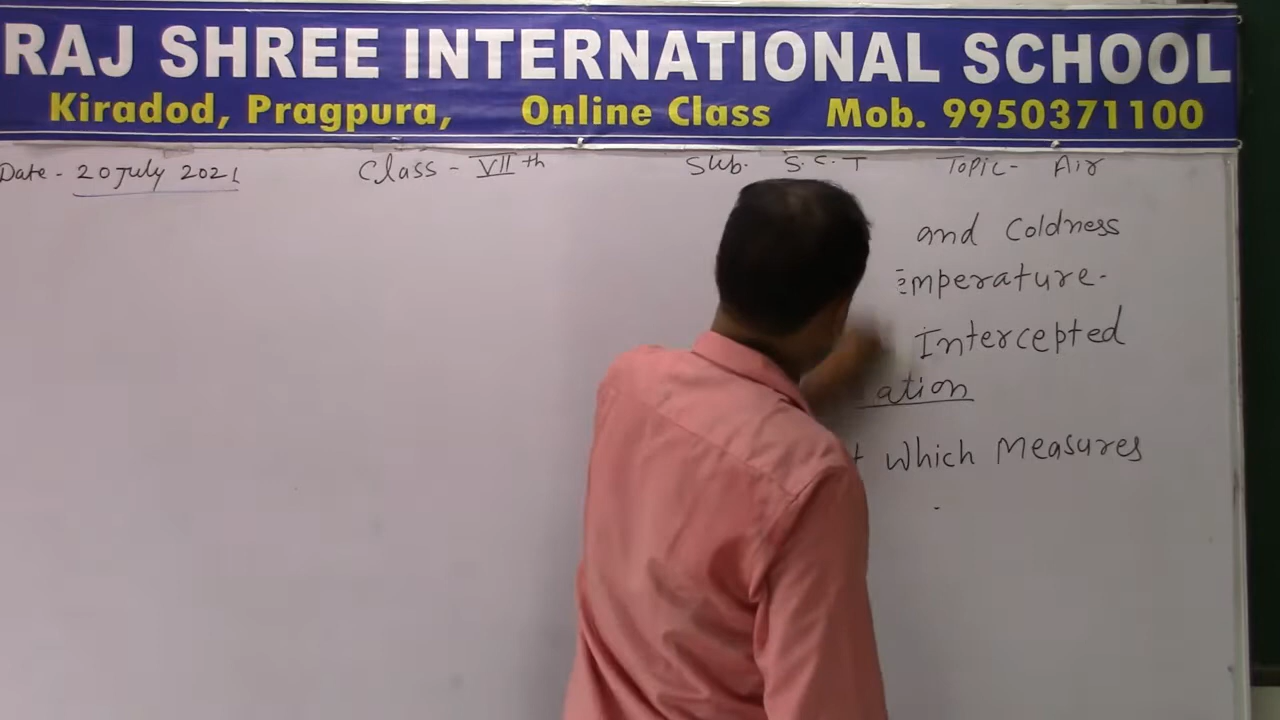 RAJ SHREE INTERNATIONAL SCHOOL
Kiradod, Pragpura, Online Class Mob. 9950371100
Date - 20 July 2021 Class - VII th Sub. S. C. T Topic - Air
and Coldness
emperature.
Intercepted
ation
t which Measures